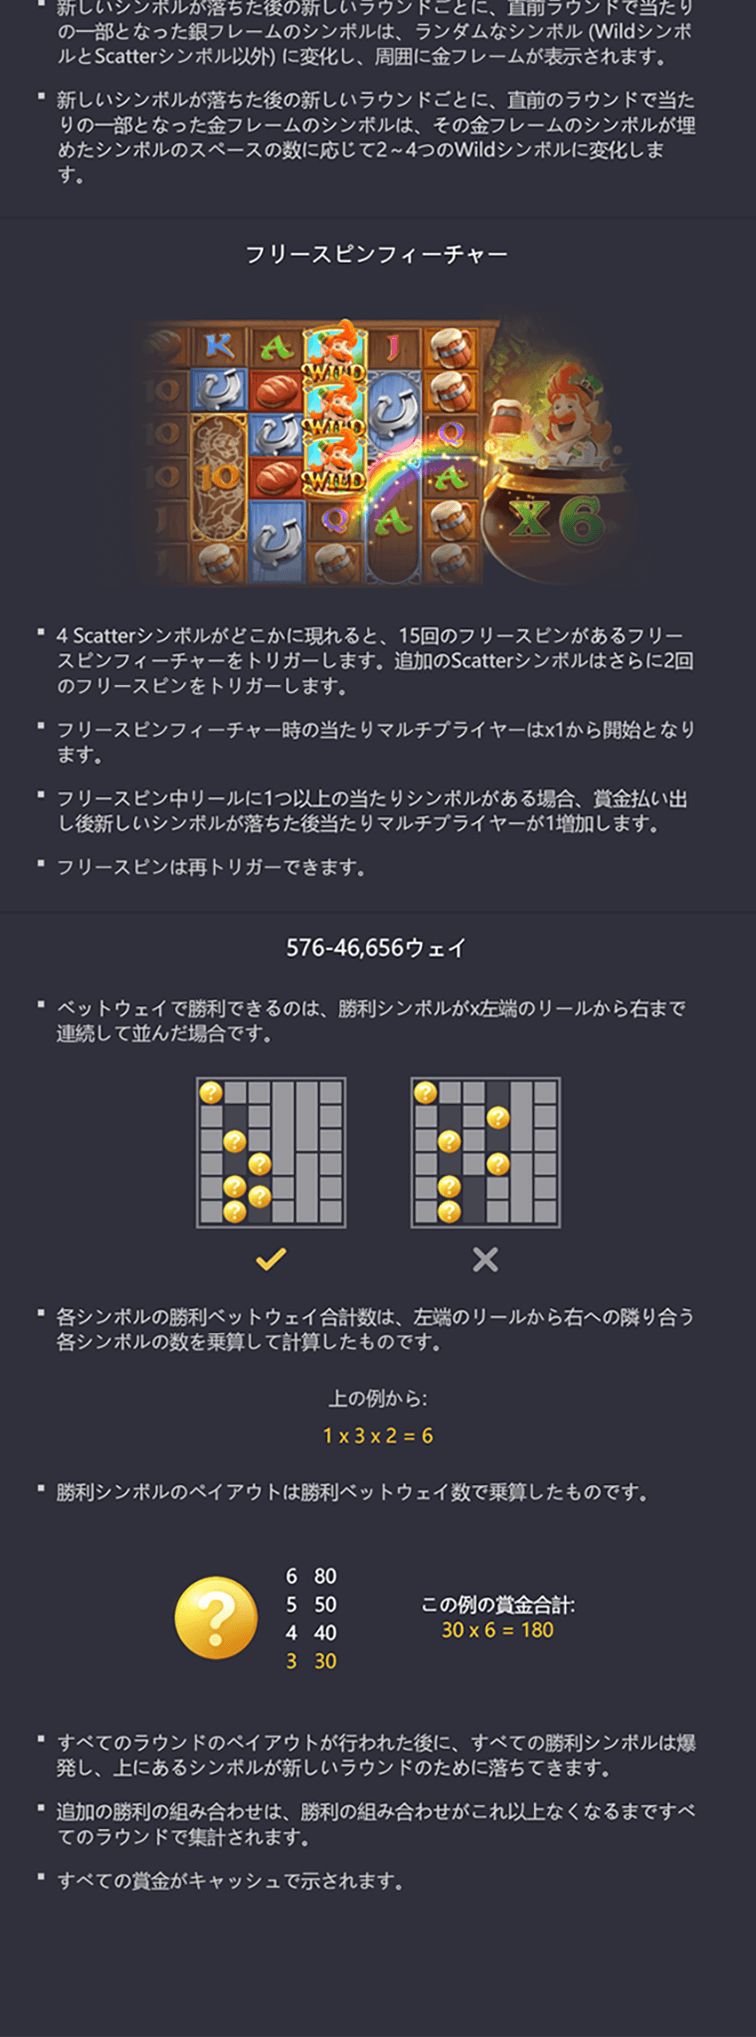 新しいシンボルが落ちた後の新しいラウンドごとに、直前ラウンドで当たり
の一部となった銀フレームのシンボルは、ランダムなシンボル (Wildシンボ
ルとScatterシンボル以外) に変化し、周囲に金フレームが表示されます。
新しいシンボルが落ちた後の新しいラウンドごとに、直前のラウンドで当た
りの一部となった金フレームのシンボルは、その金フレームのシンボルが埋
めたシンボルのスペースの数に応じて2~4つのWildシンボルに変化しま
す。
フリースピンフィーチャー
K A WILD J
WILD
10 Q
10 WILD A
J Q A
X6
4 Scatterシンボルがどこかに現れると、15回のフリースピンがあるフリー
スピンフィーチャーをトリガーします。追加のScatterシンボルはさらに2回
のフリースピンをトリガーします。
フリースピンフィーチャー時の当たりマルチプライヤーはx1から開始となり
ます。
フリースピン中リールに1つ以上の当たりシンボルがある場合、賞金払い出
し後新しいシンボルが落ちた後当たりマルチプライヤーが1増加します。
フリースピンは再トリガーできます。
576-46,656ウェイ
ベットウェイで勝利できるのは、勝利シンボルがx左端のリールから右まで
連続して並んだ場合です。
? ?
? ? ?
? ? ?
? ? ?
? ?
各シンボルの勝利ベットウェイ合計数は、左端のリールから右への隣り合う
各シンボルの数を乗算して計算したものです。
上の例から:
1 x 3 x 2 = 6
勝利シンボルのペイアウトは勝利ベットウェイ数で乗算したものです。
?
6 80
5 50
4 40
3 30
この例の賞金合計:
30 x 6 = 180
すべてのラウンドのペイアウトが行われた後に、すべての勝利シンボルは爆
発し、上にあるシンボルが新しいラウンドのために落ちてきます。
追加の勝利の組み合わせは、勝利の組み合わせがこれ以上なくなるまですべ
てのラウンドで集計されます。
すべての賞金がキャッシュで示されます。